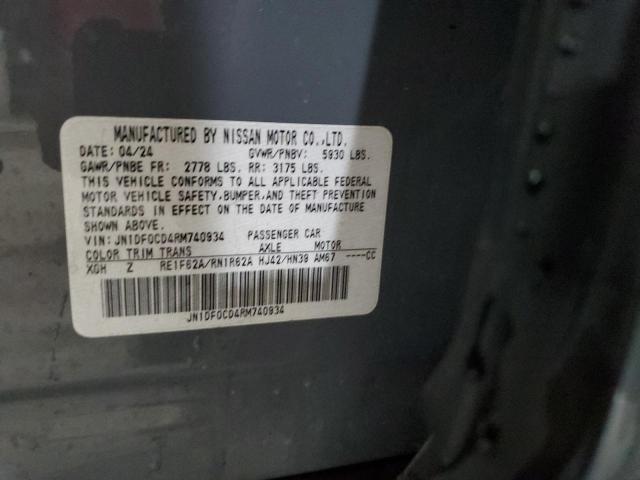 MANUFACTURED BY NISSAN MOTOR CO.,LTD.
DATE: 04/24 GVWR/PNBV: 5930 LBS.
GAWR/PNBE FR: 2778 LBS. RR: 3175 LBS.
THIS VEHICLE CONFORMS TO ALL APPLICABLE FEDERAL
MOTOR VEHICLE SAFETY,BUMPER,AND THEFT PREVENTION
STANDARDS IN EFFECT ON THE DATE OF MANUFACTURE
SHOWN ABOVE.
VIN: JN1DF0CD4RM740934 PASSENGER CAR
COLOR TRIM TRANS AXLE MOTOR
XGH Z RE1F62A/RN1R62A HJ42/HN39 AM67 ----CC
JN1DF0CD4RM740934